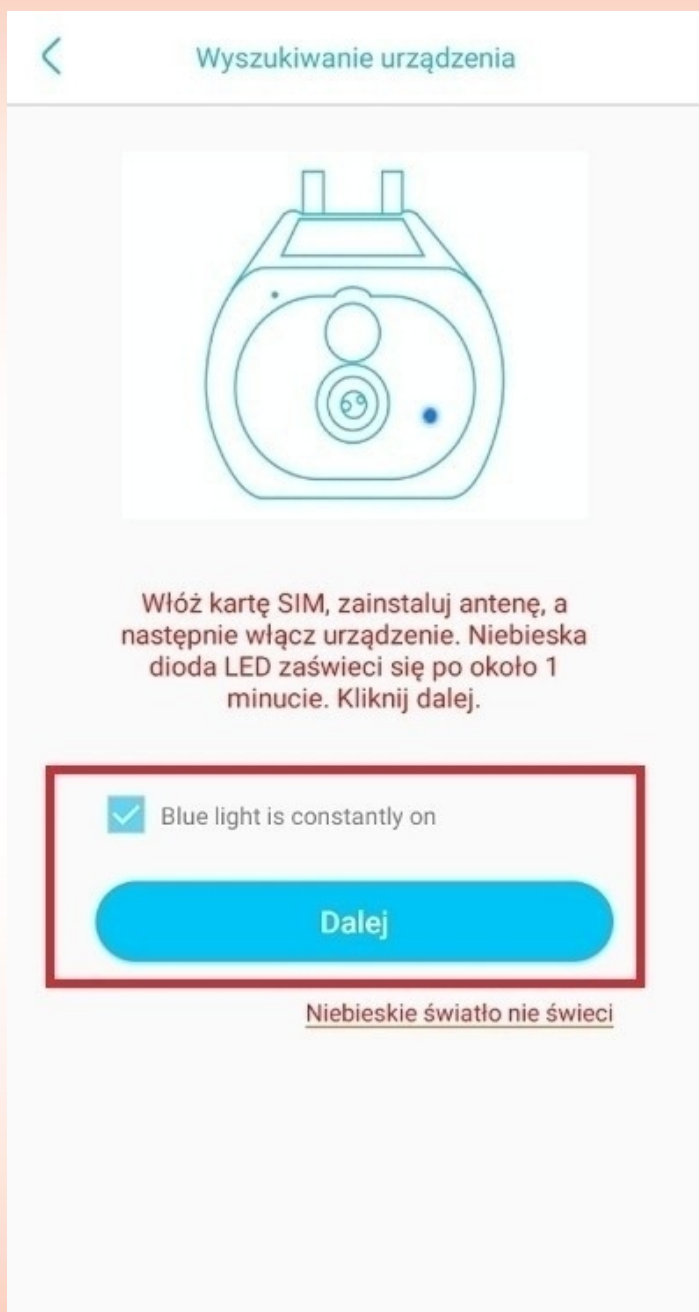 Wyszukiwanie urządzenia
Włóż kartę SIM, zainstaluj antenę, a
następnie włącz urządzenie. Niebieska
dioda LED zaświeci się po około 1
minucie. Kliknij dalej.
Blue light is constantly on
Dalej
Niebieskie światło nie świeci